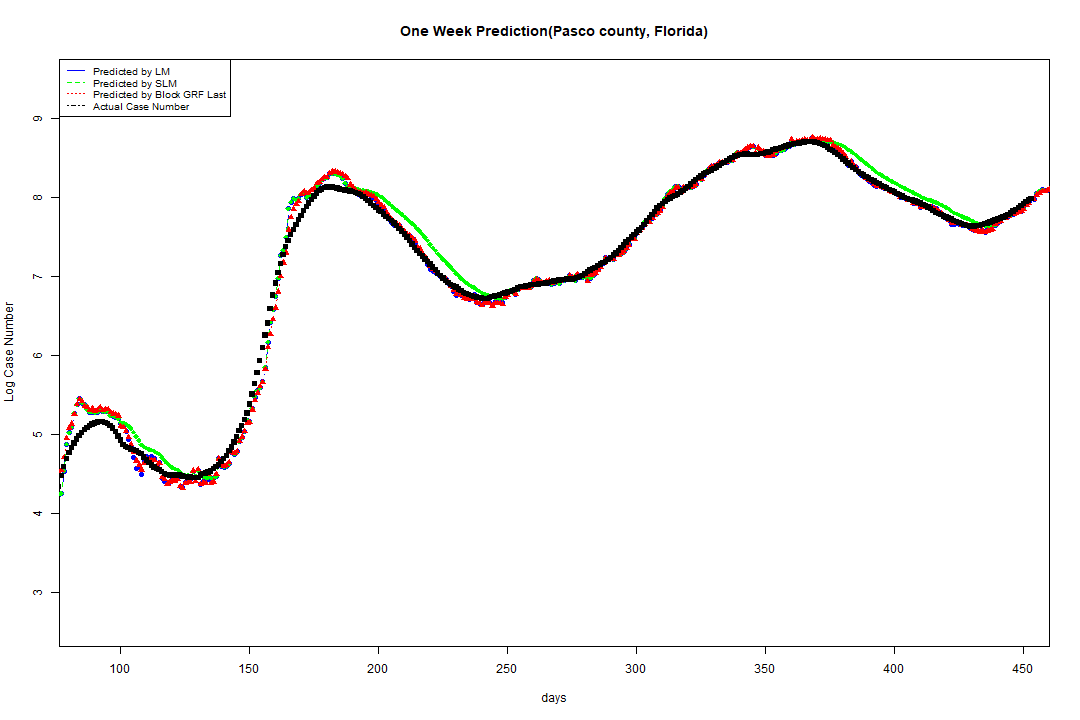 One Week Prediction(Pasco county, Florida)
Predicted by LM
Predicted by SLM
Predicted by Block GRF Last
Actual Case Number
Log Case Number
9
8
7
6
5
4
3
100 150 200 250 300 350 400 450
days